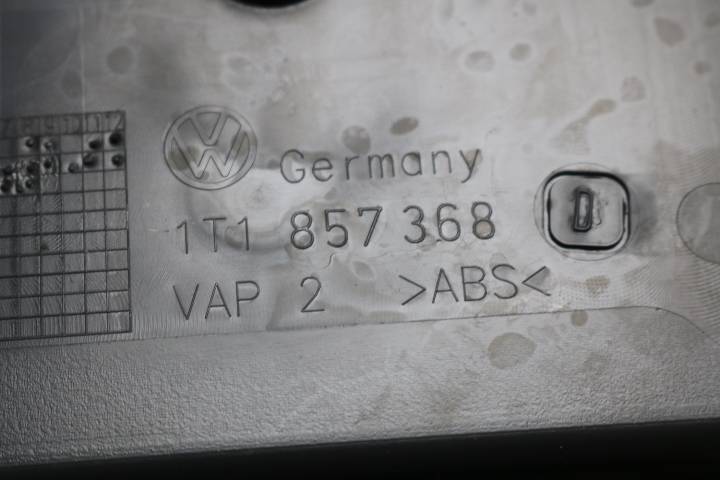 Germany
1T1 857 368
D
VAP 2 >ABS<